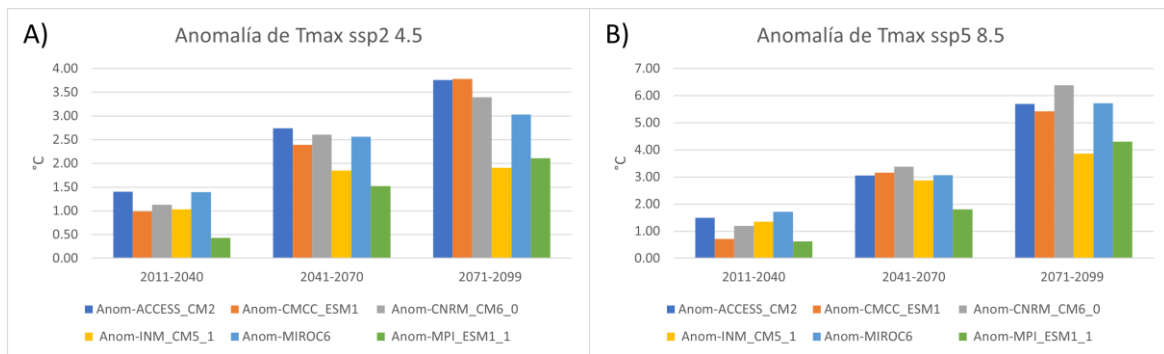 A)
Anomalía de Tmax ssp2 4.5
4.00
3.50
3.00
2.50
2.00
1.50
1.00
0.50
0.00
°C
2011-2040
2041-2070
2071-2099
Anom-ACCESS_CM2
Anom-CMCC_ESM1
Anom-CNRM_CM6_0
Anom-INM_CM5_1
Anom-MIROC6
Anom-MPI_ESM1_1
B)
Anomalía de Tmax ssp5 8.5
7.00
6.00
5.00
4.00
3.00
2.00
1.00
0.00
°C
2011-2040
2041-2070
2071-2099
Anom-ACCESS_CM2
Anom-CMCC_ESM1
Anom-CNRM_CM6_0
Anom-INM_CM5_1
Anom-MIROC6
Anom-MPI_ESM1_1